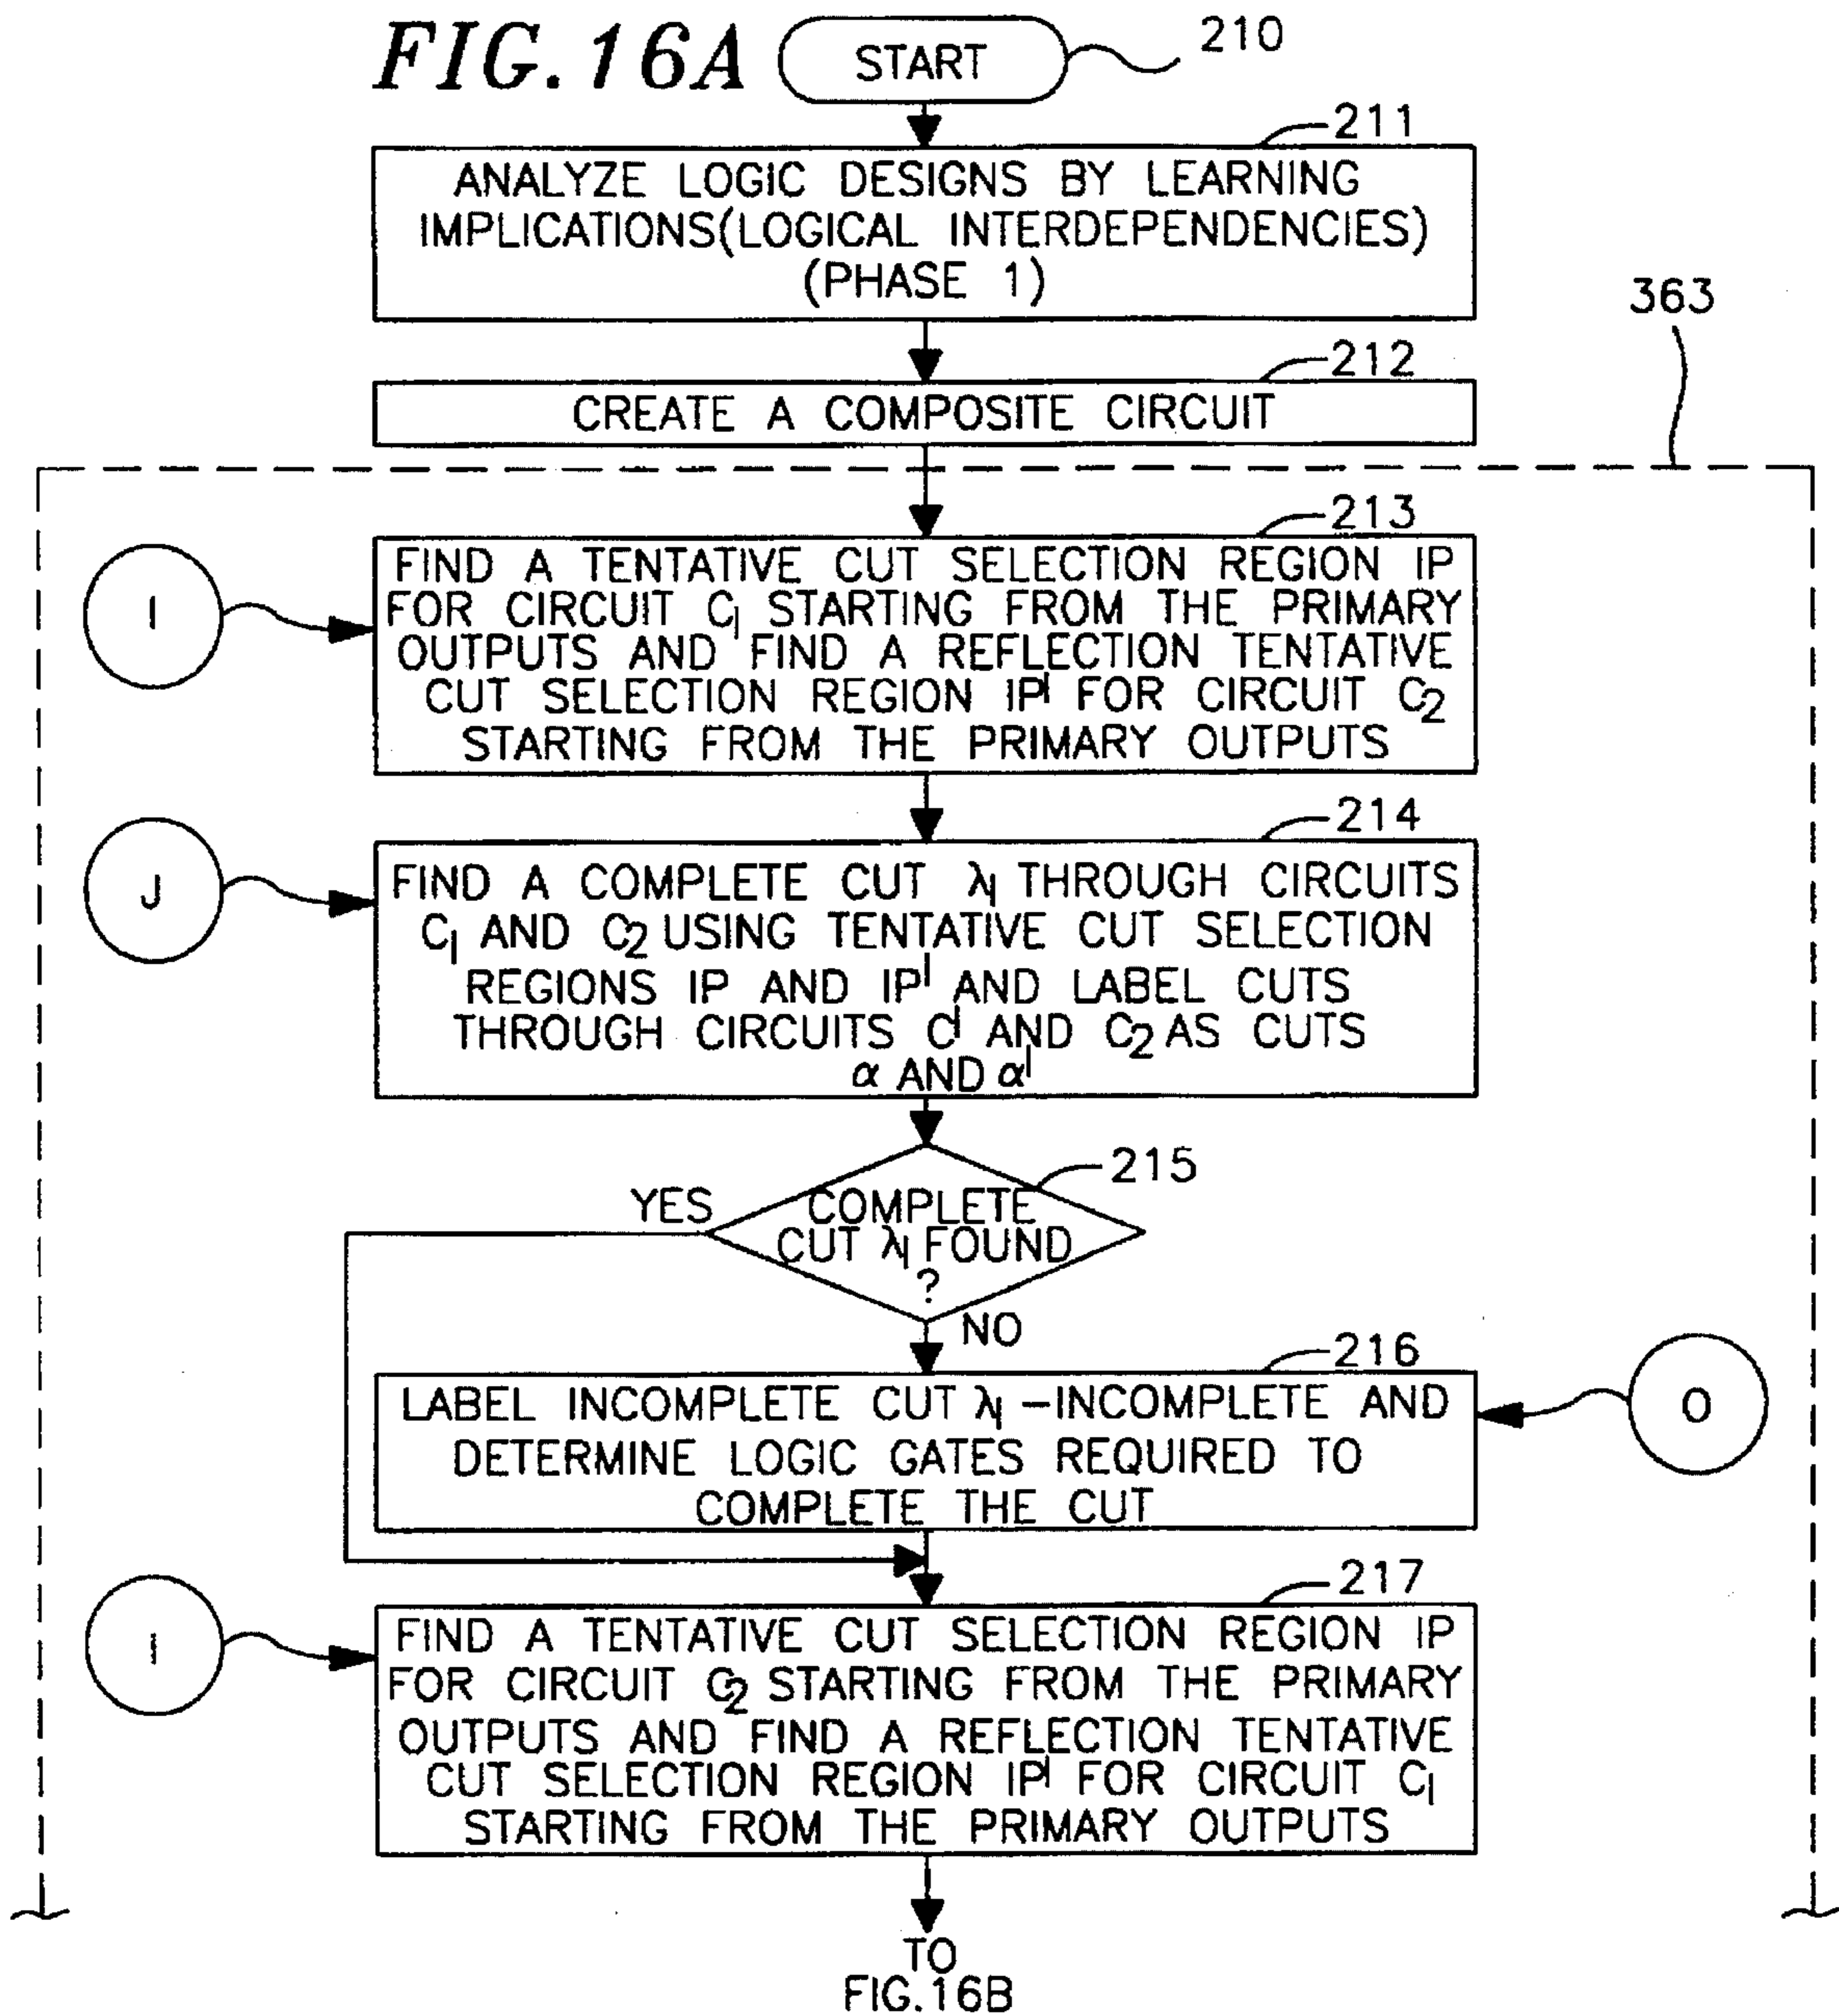 FIG. 16A
START
210
211
ANALYZE LOGIC DESIGNS BY LEARNING
IMPLICATIONS(LOGICAL INTERDEPENDENCIES)
(PHASE 1)
363
212
CREATE A COMPOSITE CIRCUIT
213
I
FIND A TENTATIVE CUT SELECTION REGION IP
FOR CIRCUIT C₁ STARTING FROM THE PRIMARY
OUTPUTS AND FIND A REFLECTION TENTATIVE
CUT SELECTION REGION IP' FOR CIRCUIT C₂
STARTING FROM THE PRIMARY OUTPUTS
214
J
FIND A COMPLETE CUT λ₁ THROUGH CIRCUITS
C₁ AND C₂ USING TENTATIVE CUT SELECTION
REGIONS IP AND IP' AND LABEL CUTS
THROUGH CIRCUITS C' AND C₂ AS CUTS
α AND α'
215
YES
COMPLETE
CUT λ₁ FOUND
?
NO
216
LABEL INCOMPLETE CUT λ₁ –INCOMPLETE AND
DETERMINE LOGIC GATES REQUIRED TO
COMPLETE THE CUT
O
217
I
FIND A TENTATIVE CUT SELECTION REGION IP
FOR CIRCUIT C₂ STARTING FROM THE PRIMARY
OUTPUTS AND FIND A REFLECTION TENTATIVE
CUT SELECTION REGION IP' FOR CIRCUIT C₁
STARTING FROM THE PRIMARY OUTPUTS
TO
FIG.16B